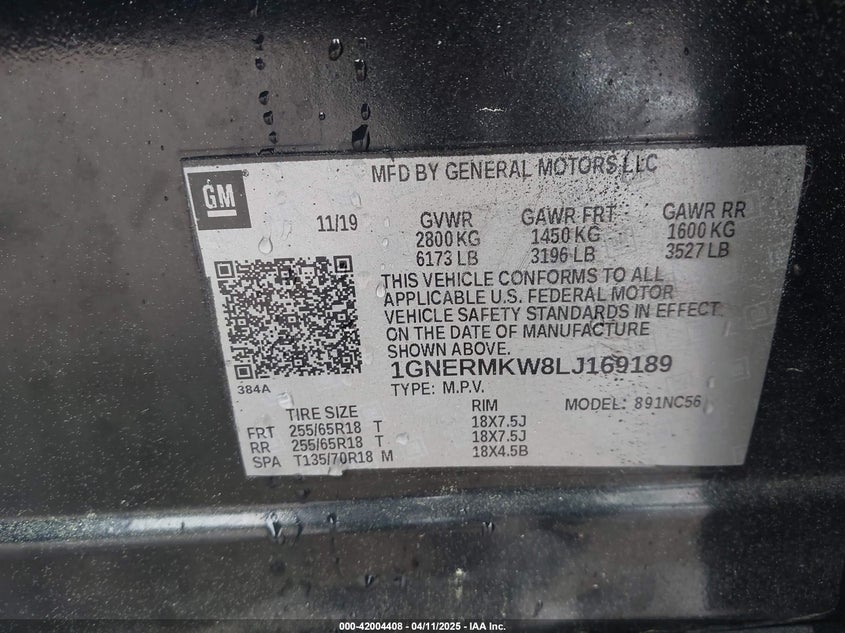 MFD BY GENERAL MOTORS LLC
GM
11/19
GVWR GAWR FRT GAWR RR
2800 KG 1450 KG 1600 KG
6173 LB 3196 LB 3527 LB
THIS VEHICLE CONFORMS TO ALL
APPLICABLE U.S. FEDERAL MOTOR
VEHICLE SAFETY STANDARDS IN EFFECT
ON THE DATE OF MANUFACTURE
SHOWN ABOVE.
1GNERMKW8LJ169189
384A
TYPE: M.P.V.
TIRE SIZE RIM MODEL: 891NC56
FRT 255/65R18 T 18X7.5J
RR 255/65R18 T 18X7.5J
SPA T135/70R18 M 18X4.5B
000-42004408 - 04/11/2025 - IAA Inc.